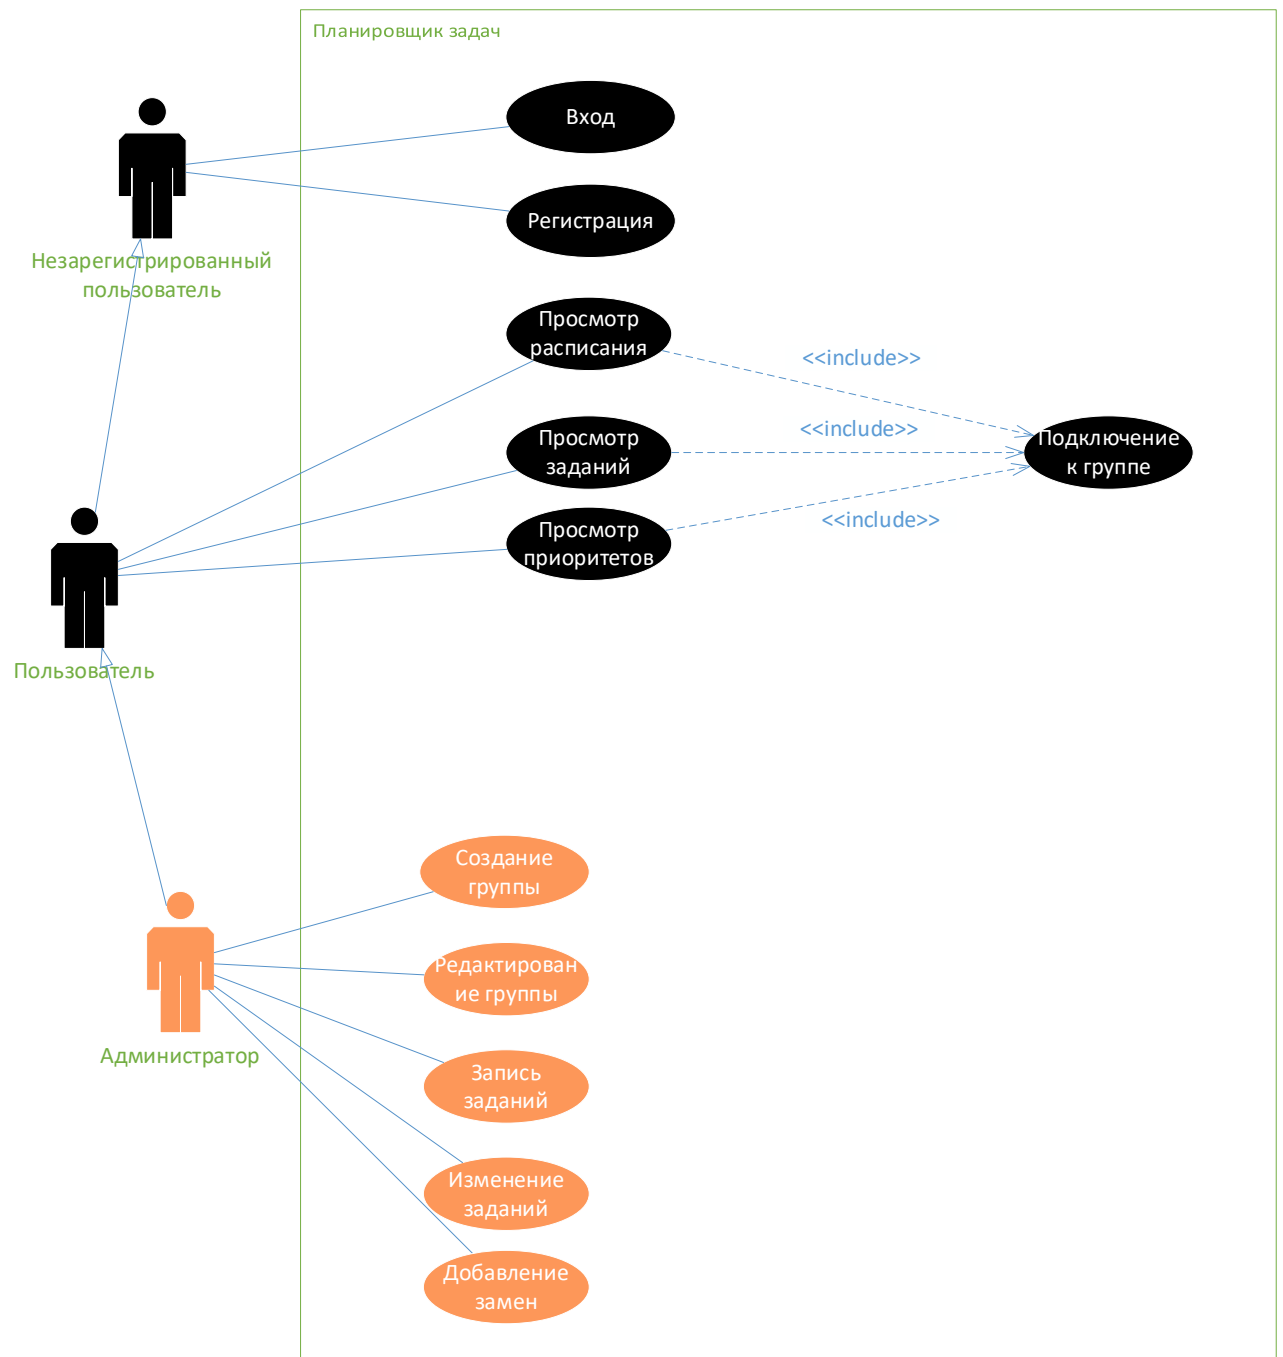 Планировщик задач
Вход
Регистрация
Незарегистрированный
пользователь
Просмотр
расписания
<<include>>
Просмотр
заданий
<<include>>
Подключение
к группе
Просмотр
приоритетов
<<include>>
Пользователь
Создание
группы
Редактирован
ие группы
Администратор
Запись
заданий
Изменение
заданий
Добавление
замен